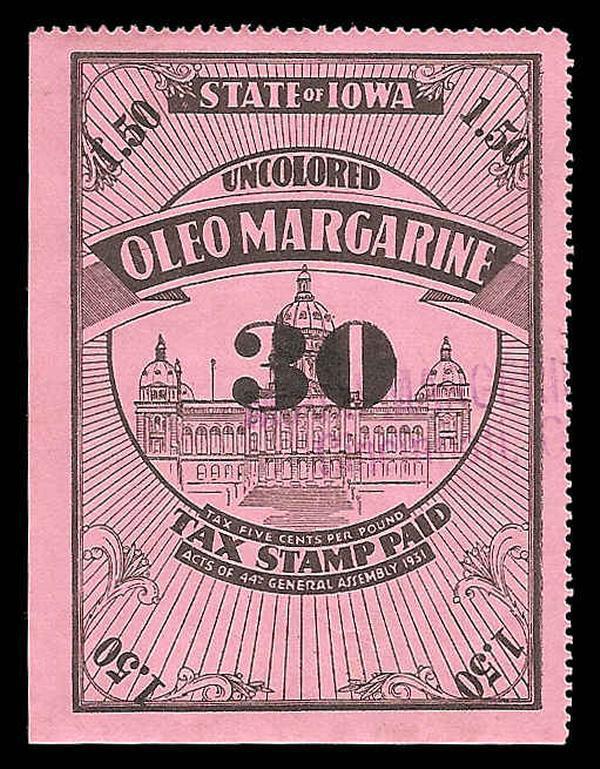 STATE OF IOWA
1.50 1.50
UNCOLORED
OLEO MARGARINE
30
TAX FIVE CENTS PER POUND
TAX STAMP PAID
ACTS OF 44TH GENERAL ASSEMBLY 1931
1.50 1.50